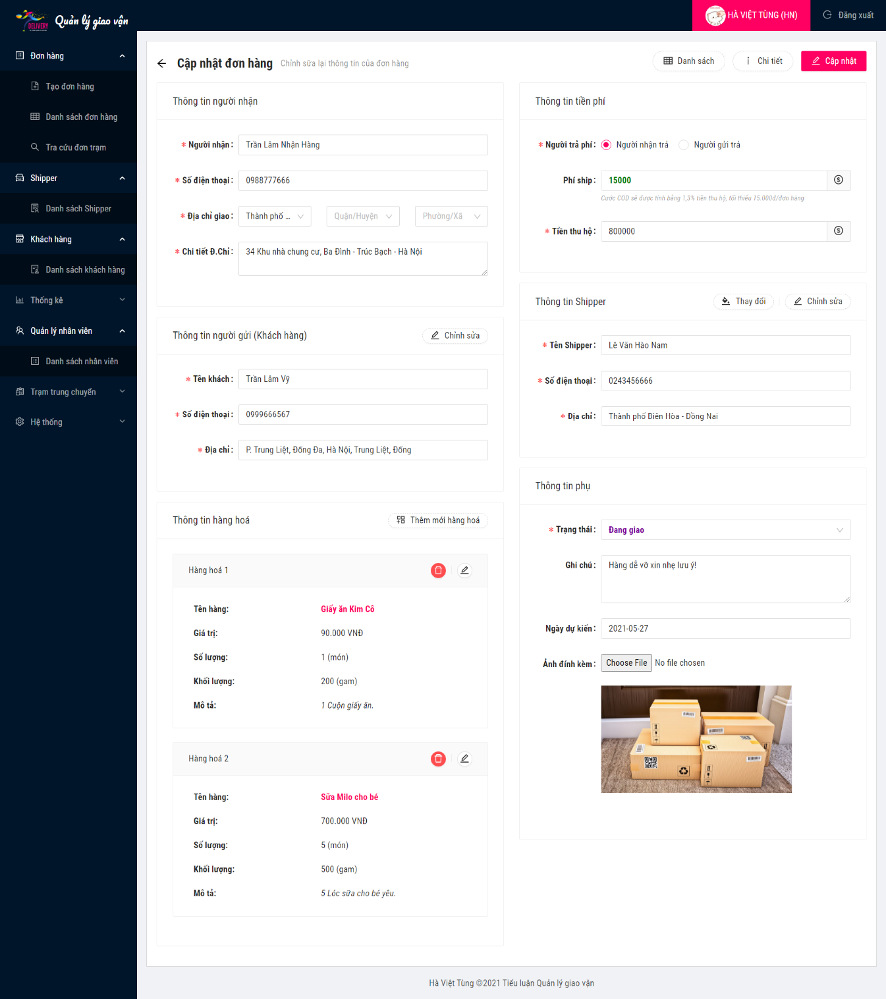 DELIVERY
Quản lý giao vận
HÀ VIỆT TÙNG (HN)
Đăng xuất
Đơn hàng
Tạo đơn hàng
Danh sách đơn hàng
Tra cứu đơn trạm
Shipper
Danh sách Shipper
Khách hàng
Danh sách khách hàng
Thống kê
Quản lý nhân viên
Danh sách nhân viên
Trạm trung chuyển
Hệ thống
Cập nhật đơn hàng
Chỉnh sửa lại thông tin của đơn hàng
Danh sách
Chi tiết
Cập nhật
Thông tin người nhận
* Người nhận: Trần Lâm Nhận Hàng
* Số điện thoại: 0988777666
* Địa chỉ giao: Thành phố ... Quận/Huyện Phường/Xã
* Chi tiết Đ.Chỉ: 34 Khu nhà chung cư, Ba Đình - Trúc Bạch - Hà Nội
Thông tin người gửi (Khách hàng)
Chỉnh sửa
* Tên khách: Trần Lâm Vỹ
* Số điện thoại: 0999666567
* Địa chỉ: P. Trung Liệt, Đống Đa, Hà Nội, Trung Liệt, Đống
Thông tin hàng hoá
Thêm mới hàng hoá
Hàng hoá 1
Tên hàng: Giấy ăn Kim Cô
Giá trị: 90.000 VNĐ
Số lượng: 1 (món)
Khối lượng: 200 (gam)
Mô tả: 1 Cuộn giấy ăn.
Hàng hoá 2
Tên hàng: Sữa Milo cho bé
Giá trị: 700.000 VNĐ
Số lượng: 5 (món)
Khối lượng: 500 (gam)
Mô tả: 5 Lóc sữa cho bé yêu.
Thông tin tiền phí
* Người trả phí: Người nhận trả Người gửi trả
Phí ship: 15000
Cước COD sẽ được tính bằng 1,3% tiền thu hộ, tối thiểu 15.000đ/đơn hàng
* Tiền thu hộ: 800000
Thông tin Shipper
Thay đổi
Chỉnh sửa
* Tên Shipper: Lê Văn Hào Nam
* Số điện thoại: 0243456666
* Địa chỉ: Thành phố Biên Hòa - Đồng Nai
Thông tin phụ
* Trạng thái: Đang giao
Ghi chú: Hàng dễ vỡ xin nhẹ lưu ý!
Ngày dự kiến: 2021-05-27
Ảnh đính kèm: Choose File No file chosen
Hà Việt Tùng ©2021 Tiểu luận Quản lý giao vận